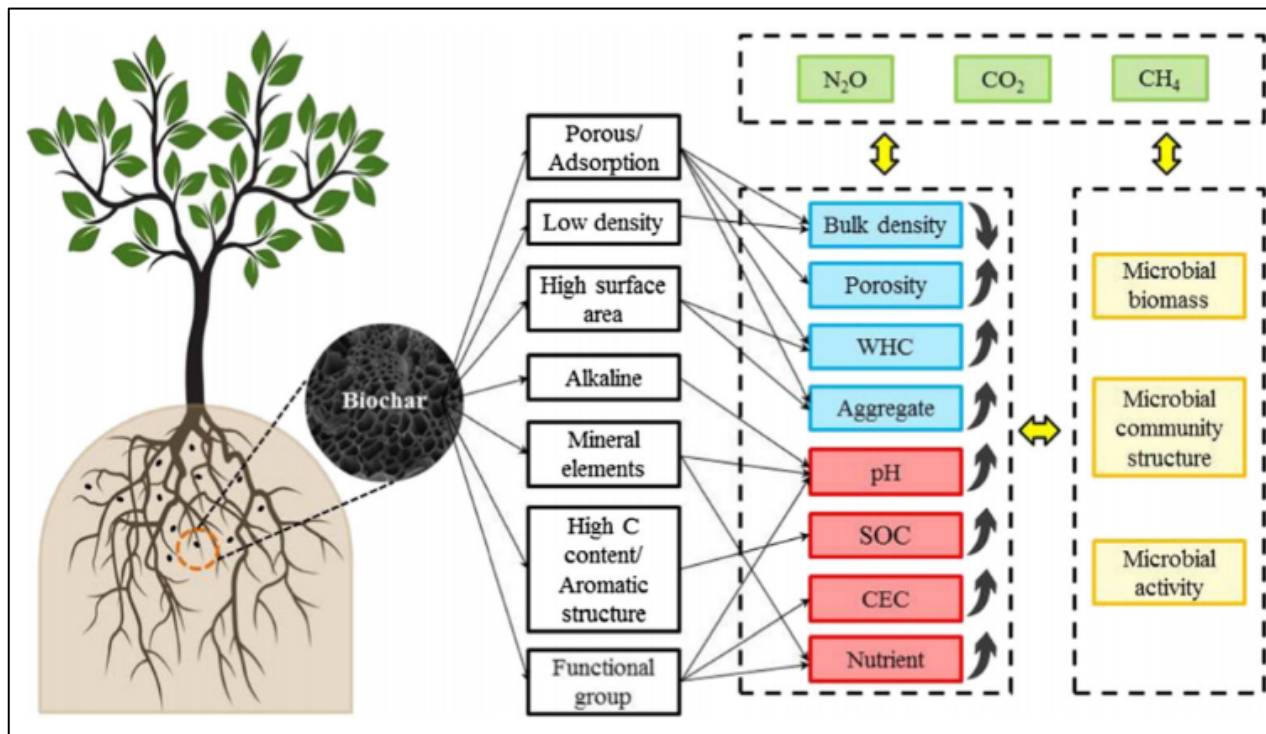 N₂O
CO₂
CH₄
Biochar
Porous/
Adsorption
Low density
High surface
area
Alkaline
Mineral
elements
High C
content/
Aromatic
structure
Functional
group
Bulk density
Porosity
WHC
Aggregate
pH
SOC
CEC
Nutrient
Microbial
biomass
Microbial
community
structure
Microbial
activity